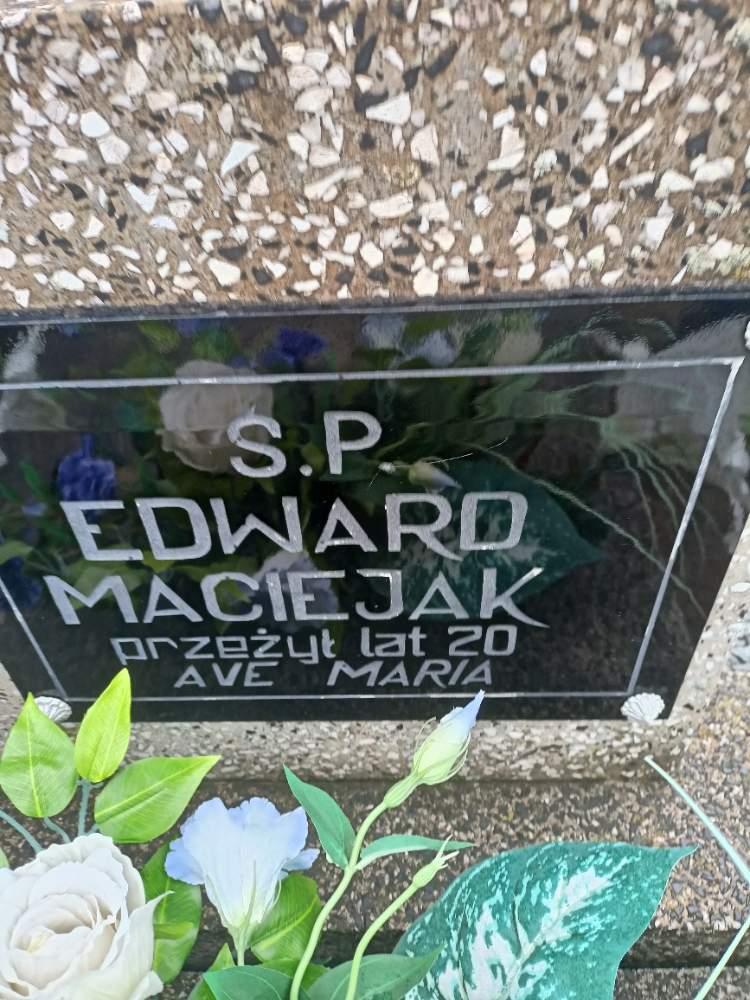 S.P
EDWARD
MACIEJAK
przeżył lat 20
AVE MARIA